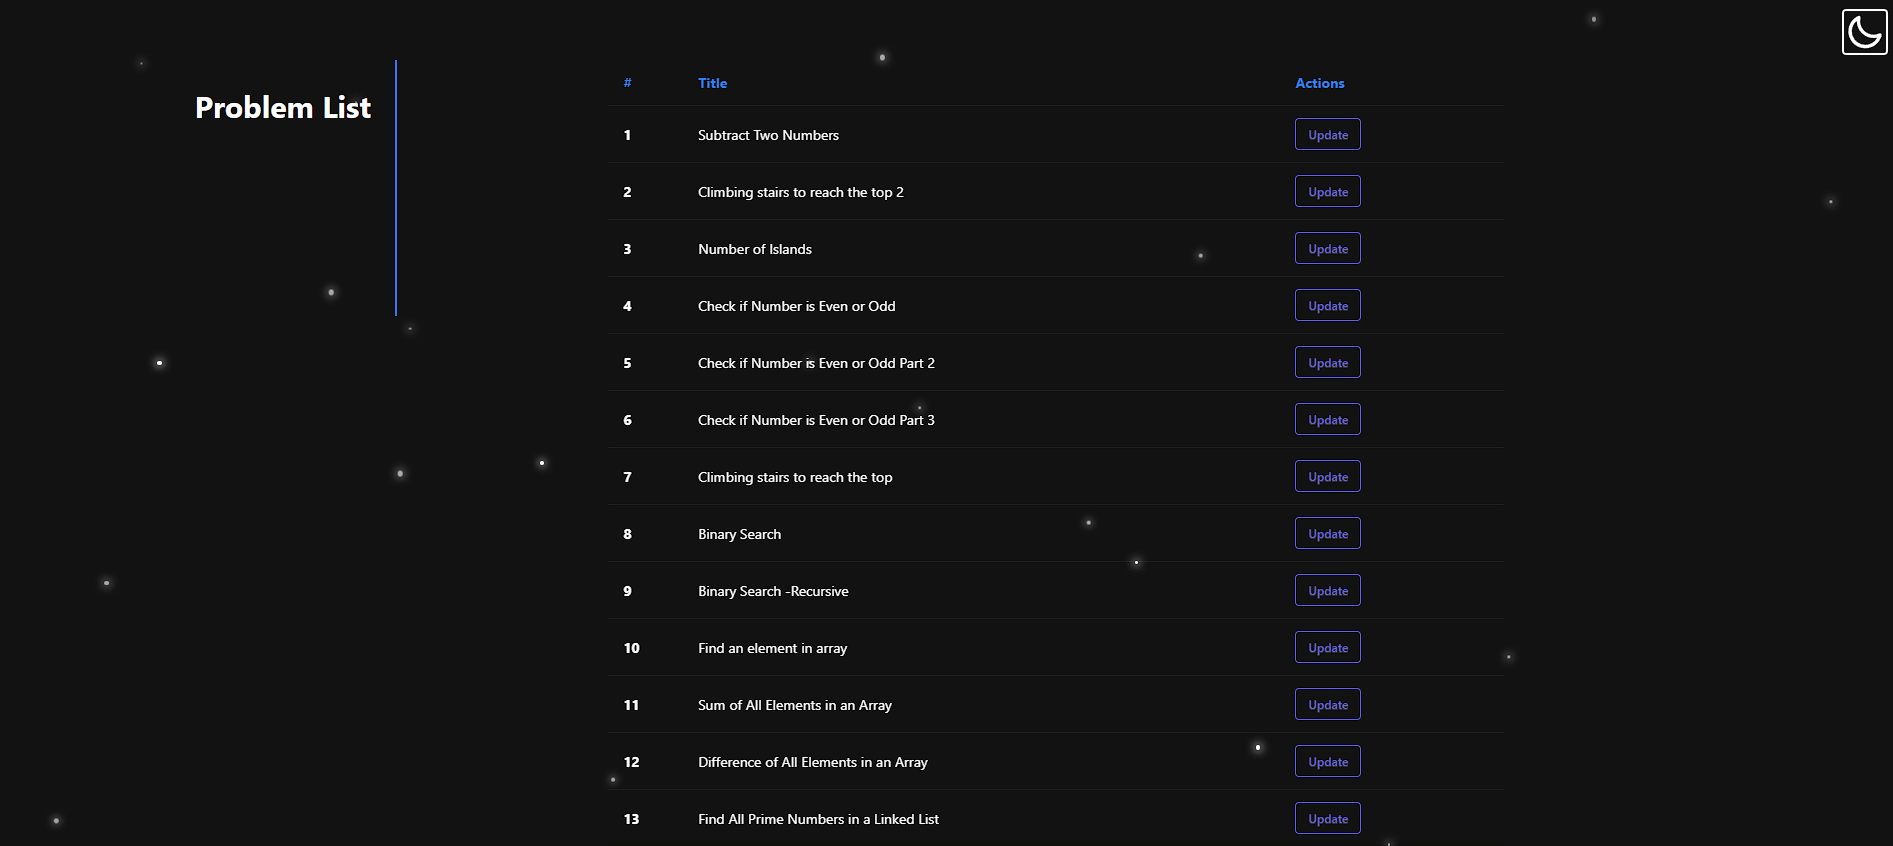 Problem List
# Title Actions
1 Subtract Two Numbers Update
2 Climbing stairs to reach the top 2 Update
3 Number of Islands Update
4 Check if Number is Even or Odd Update
5 Check if Number is Even or Odd Part 2 Update
6 Check if Number is Even or Odd Part 3 Update
7 Climbing stairs to reach the top Update
8 Binary Search Update
9 Binary Search -Recursive Update
10 Find an element in array Update
11 Sum of All Elements in an Array Update
12 Difference of All Elements in an Array Update
13 Find All Prime Numbers in a Linked List Update